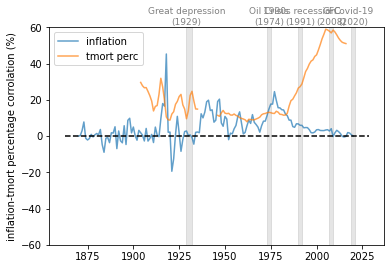 Great depression
(1929)
Oil 1990s recession GFC Covid-19
(1974) (1991) (2008) (2020)
60
40
20
0
−20
−40
−60
inflation-tmort percentage corrolation (%)
inflation
tmort perc
1875
1900
1925
1950
1975
2000
2025